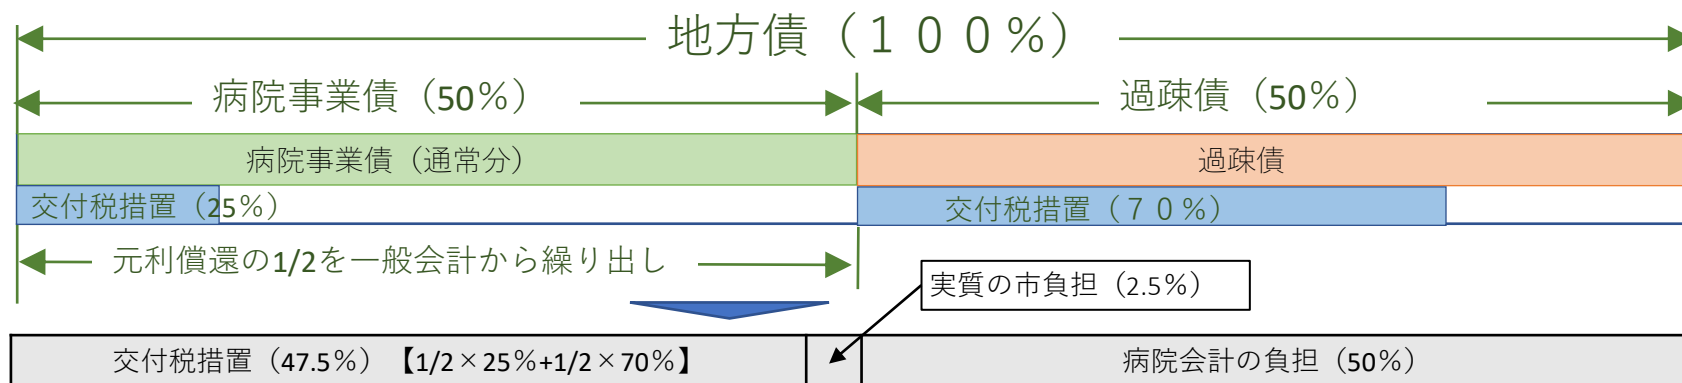 地方債（１００％）
病院事業債（50％）
過疎債（50％）
病院事業債（通常分）
過疎債
交付税措置（25％）
交付税措置（７０％）
元利償還の1/2を一般会計から繰り出し
実質の市負担（2.5％）
交付税措置（47.5％）【1/2×25％+1/2×70％】
病院会計の負担（50％）